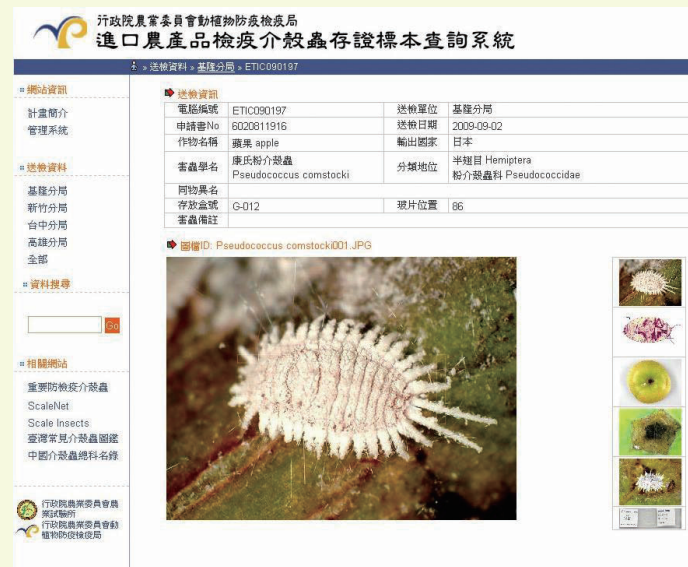 行政院農業委員會動植物防疫檢疫局
進口農產品檢疫介殼蟲存證標本查詢系統
» 送檢資料 » 基隆分局 » ETIC090197
網站資訊
計畫簡介
管理系統
送檢資料
基隆分局
新竹分局
台中分局
高雄分局
全部
資料搜尋
Go
相關網站
重要防檢疫介殼蟲
ScaleNet
Scale Insects
臺灣常見介殼蟲圖鑑
中國介殼蟲總科名錄
行政院農業委員會農
業試驗所
行政院農業委員會動
植物防疫檢疫局
送檢資訊
電腦編號 ETIC090197 送檢單位 基隆分局
申請書No 6020811916 送檢日期 2009-09-02
作物名稱 蘋果 apple 輸出國家 日本
害蟲學名 康氏粉介殼蟲 Pseudococcus comstocki 分類地位 半翅目 Hemiptera 粉介殼蟲科 Pseudococcidae
同物異名
存放盒號 G-012 玻片位置 86
害蟲備註
圖檔ID: Pseudococcus comstocki001.JPG